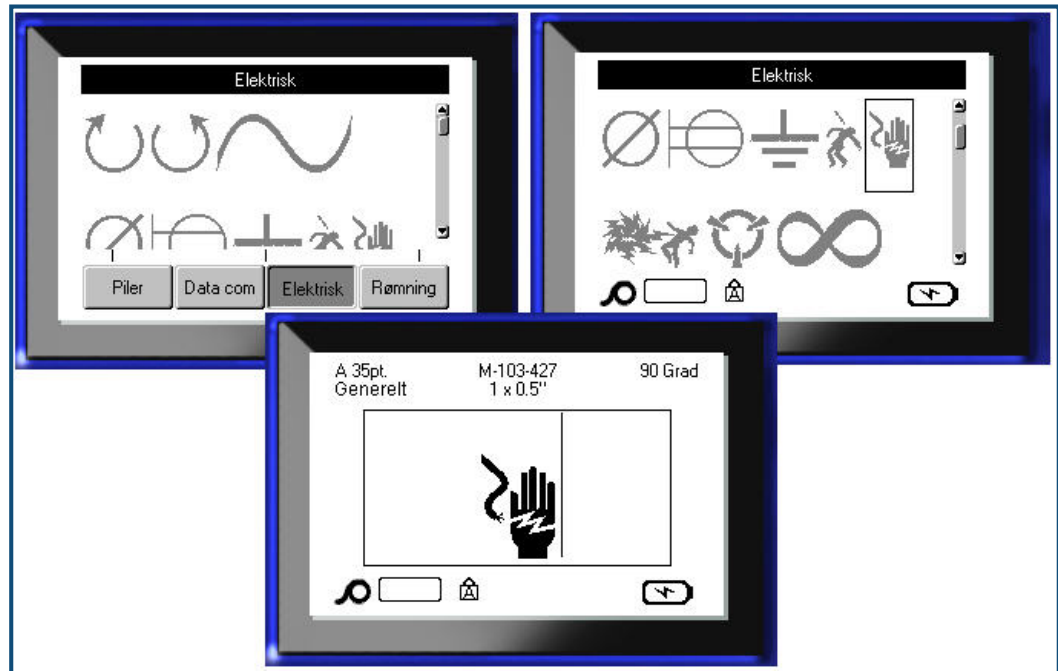 Elektrisk
Piler Data com Elektrisk Rømning
Elektrisk
A
A 35pt. M-103-427 90 Grad
Generelt 1 x 0.5"
A